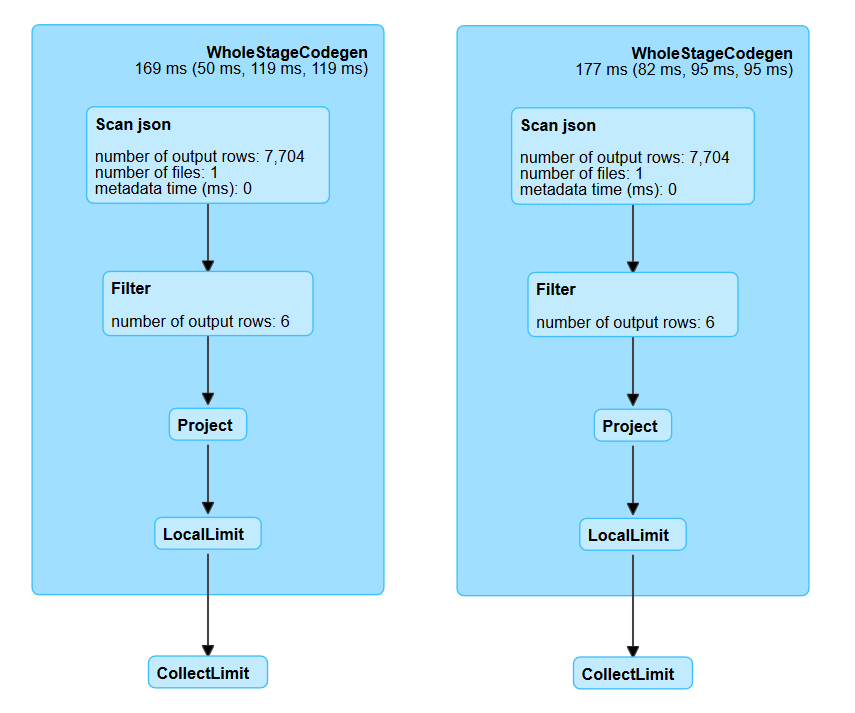 WholeStageCodegen
169 ms (50 ms, 119 ms, 119 ms)
Scan json
number of output rows: 7,704
number of files: 1
metadata time (ms): 0
Filter
number of output rows: 6
Project
LocalLimit
CollectLimit
WholeStageCodegen
177 ms (82 ms, 95 ms, 95 ms)
Scan json
number of output rows: 7,704
number of files: 1
metadata time (ms): 0
Filter
number of output rows: 6
Project
LocalLimit
CollectLimit